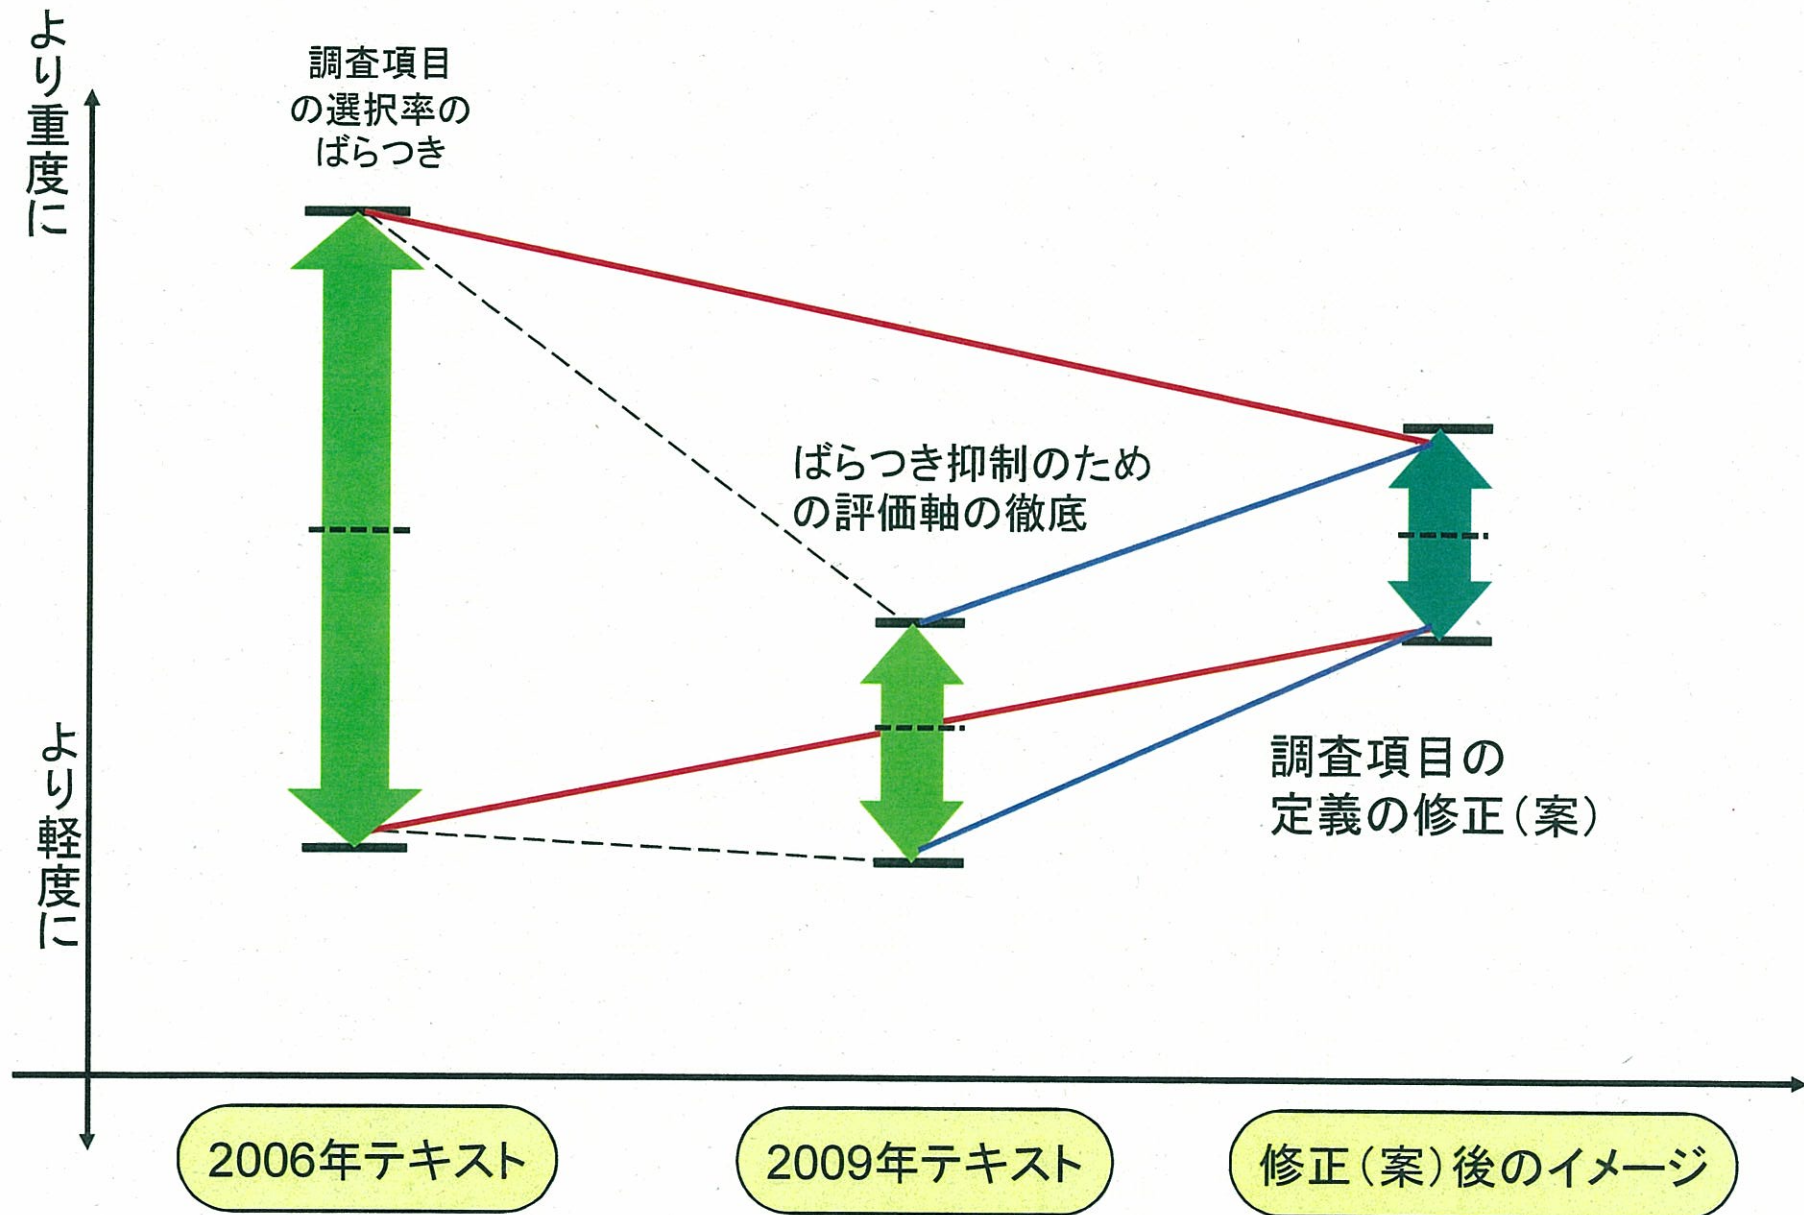 より重度に
調査項目
の選択率の
ばらつき
ばらつき抑制のため
の評価軸の徹底
より軽度に
調査項目の
定義の修正（案）
2006年テキスト
2009年テキスト
修正（案）後のイメージ